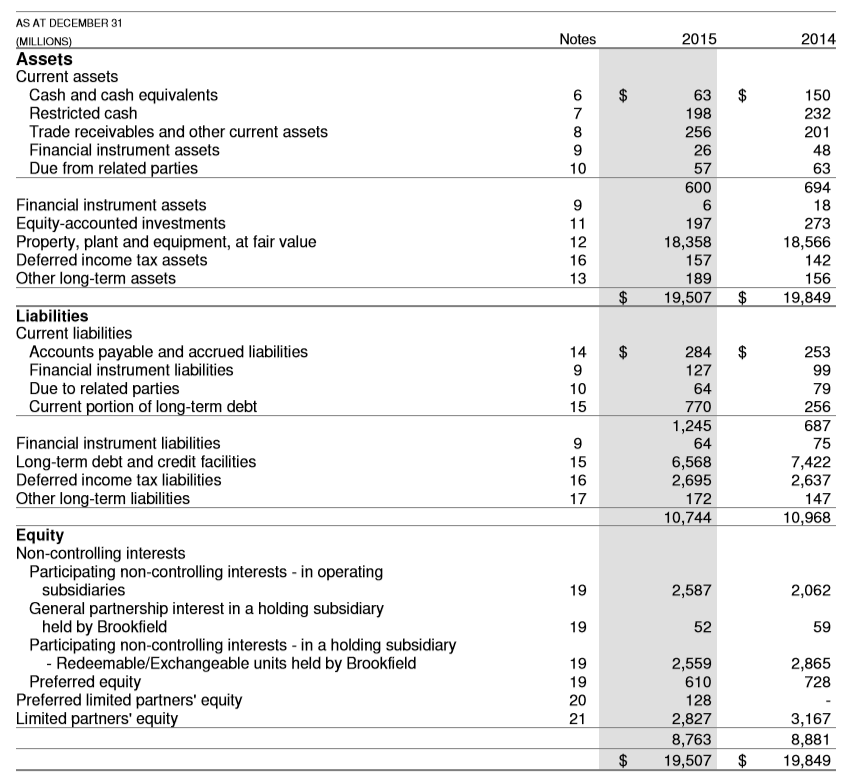 AS AT DECEMBER 31
(MILLIONS) Notes 2015 2014
Assets
Current assets
Cash and cash equivalents 6 $ 63 $ 150
Restricted cash 7 198 232
Trade receivables and other current assets 8 256 201
Financial instrument assets 9 26 48
Due from related parties 10 57 63
600 694
Financial instrument assets 9 6 18
Equity-accounted investments 11 197 273
Property, plant and equipment, at fair value 12 18,358 18,566
Deferred income tax assets 16 157 142
Other long-term assets 13 189 156
$ 19,507 $ 19,849
Liabilities
Current liabilities
Accounts payable and accrued liabilities 14 $ 284 $ 253
Financial instrument liabilities 9 127 99
Due to related parties 10 64 79
Current portion of long-term debt 15 770 256
1,245 687
Financial instrument liabilities 9 64 75
Long-term debt and credit facilities 15 6,568 7,422
Deferred income tax liabilities 16 2,695 2,637
Other long-term liabilities 17 172 147
10,744 10,968
Equity
Non-controlling interests
Participating non-controlling interests - in operating
subsidiaries 19 2,587 2,062
General partnership interest in a holding subsidiary
held by Brookfield 19 52 59
Participating non-controlling interests - in a holding subsidiary
- Redeemable/Exchangeable units held by Brookfield 19 2,559 2,865
Preferred equity 19 610 728
Preferred limited partners' equity 20 128 -
Limited partners' equity 21 2,827 3,167
8,763 8,881
$ 19,507 $ 19,849